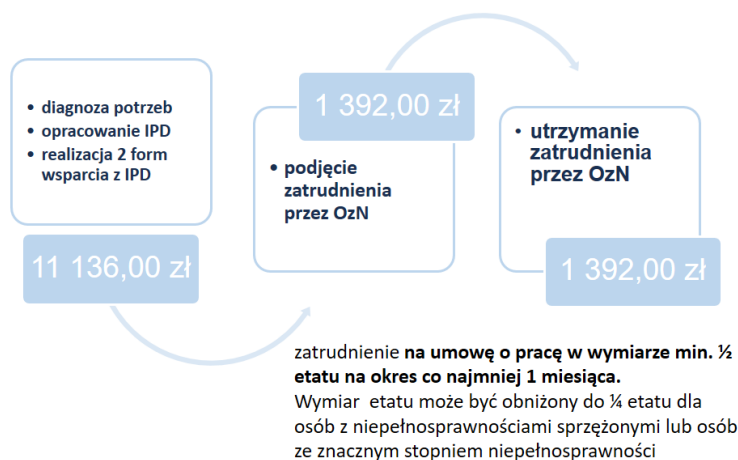 • diagnoza potrzeb
• opracowanie IPD
• realizacja 2 form
wsparcia z IPD
11 136,00 zł
1 392,00 zł
• podjęcie
zatrudnienia
przez OzN
• utrzymanie
zatrudnienia
przez OzN
1 392,00 zł
zatrudnienie na umowę o pracę w wymiarze min. ½
etatu na okres co najmniej 1 miesiąca.
Wymiar etatu może być obniżony do ¼ etatu dla
osób z niepełnosprawnościami sprzężonymi lub osób
ze znacznym stopniem niepełnosprawności